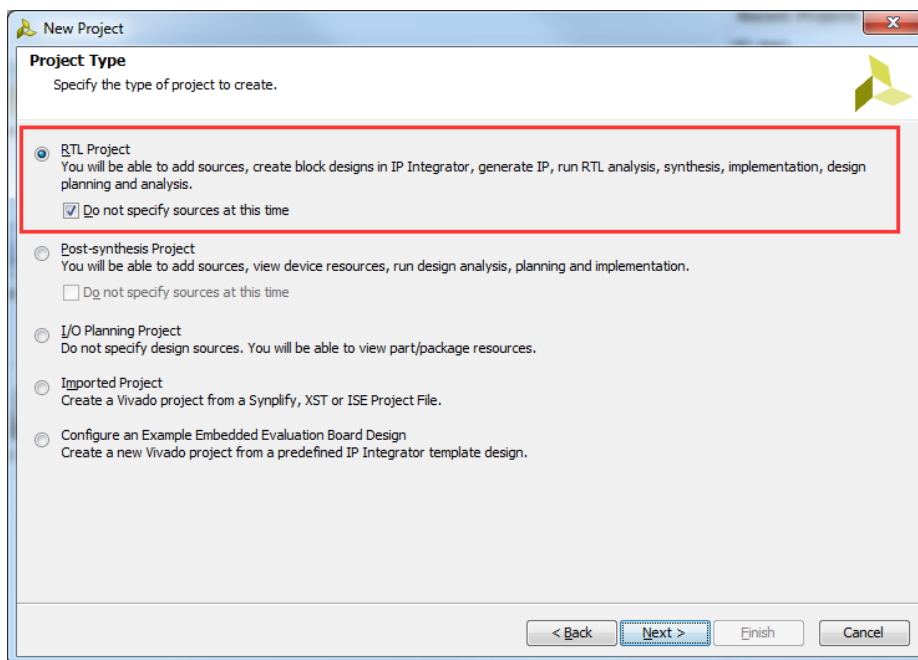 New Project
Project Type
Specify the type of project to create.
RTL Project
You will be able to add sources, create block designs in IP Integrator, generate IP, run RTL analysis, synthesis, implementation, design
planning and analysis.
Do not specify sources at this time
Post-synthesis Project
You will be able to add sources, view device resources, run design analysis, planning and implementation.
Do not specify sources at this time
I/O Planning Project
Do not specify design sources. You will be able to view part/package resources.
Imported Project
Create a Vivado project from a Synplify, XST or ISE Project File.
Configure an Example Embedded Evaluation Board Design
Create a new Vivado project from a predefined IP Integrator template design.
< Back
Next >
Finish
Cancel